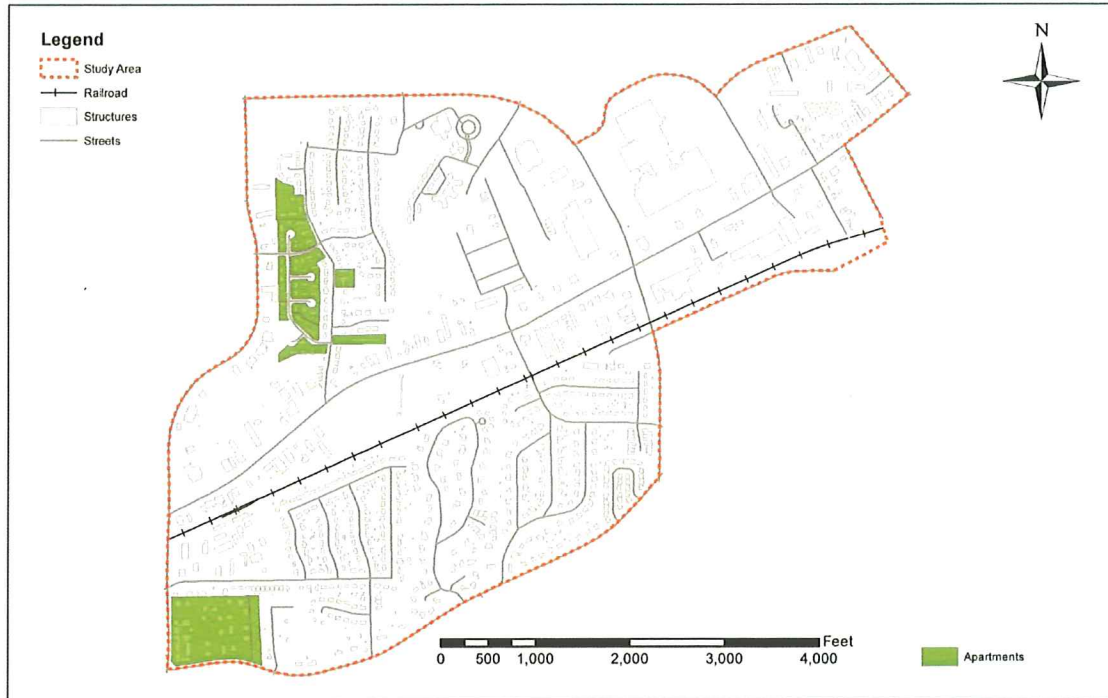 Legend
Study Area
Railroad
Structures
Streets
N
Feet
0 500 1,000 2,000 3,000 4,000
Apartments